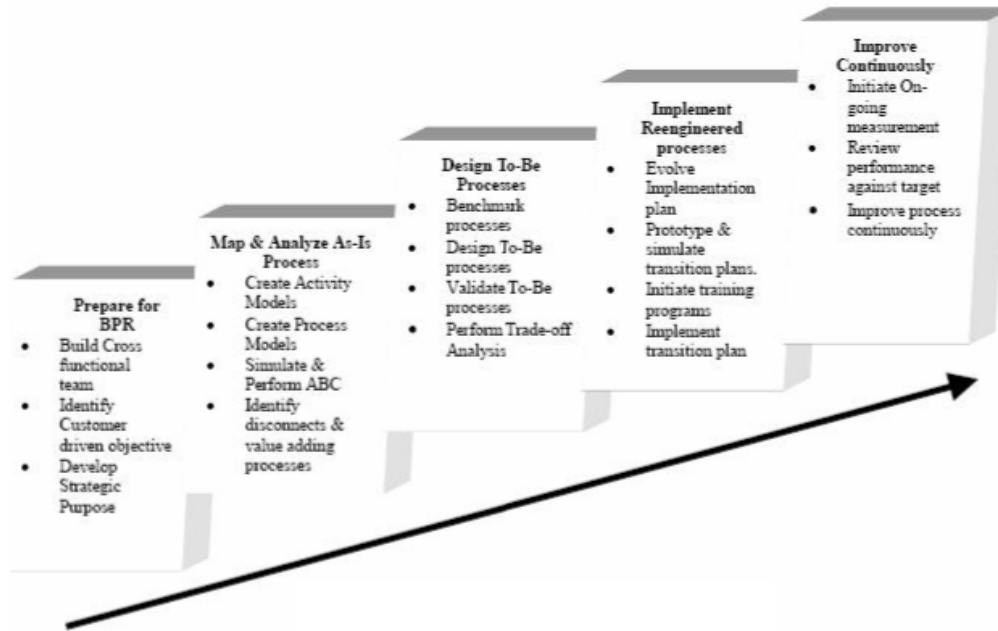 Prepare for
BPR
• Build Cross
functional
team
• Identify
Customer
driven objective
• Develop
Strategic
Purpose
Map & Analyze As-Is
Process
• Create Activity
Models
• Create Process
Models
• Simulate &
Perform ABC
• Identify
disconnects &
value adding
processes
Design To-Be
Processes
• Benchmark
processes
• Design To-Be
processes
• Validate To-Be
processes
• Perform Trade-off
Analysis
Implement
Reengineered
processes
• Evolve
Implementation
plan
• Prototype &
simulate
transition plans.
• Initiate training
programs
• Implement
transition plan
Improve
Continuously
• Initiate On-
going
measurement
• Review
performance
against target
• Improve process
continuously